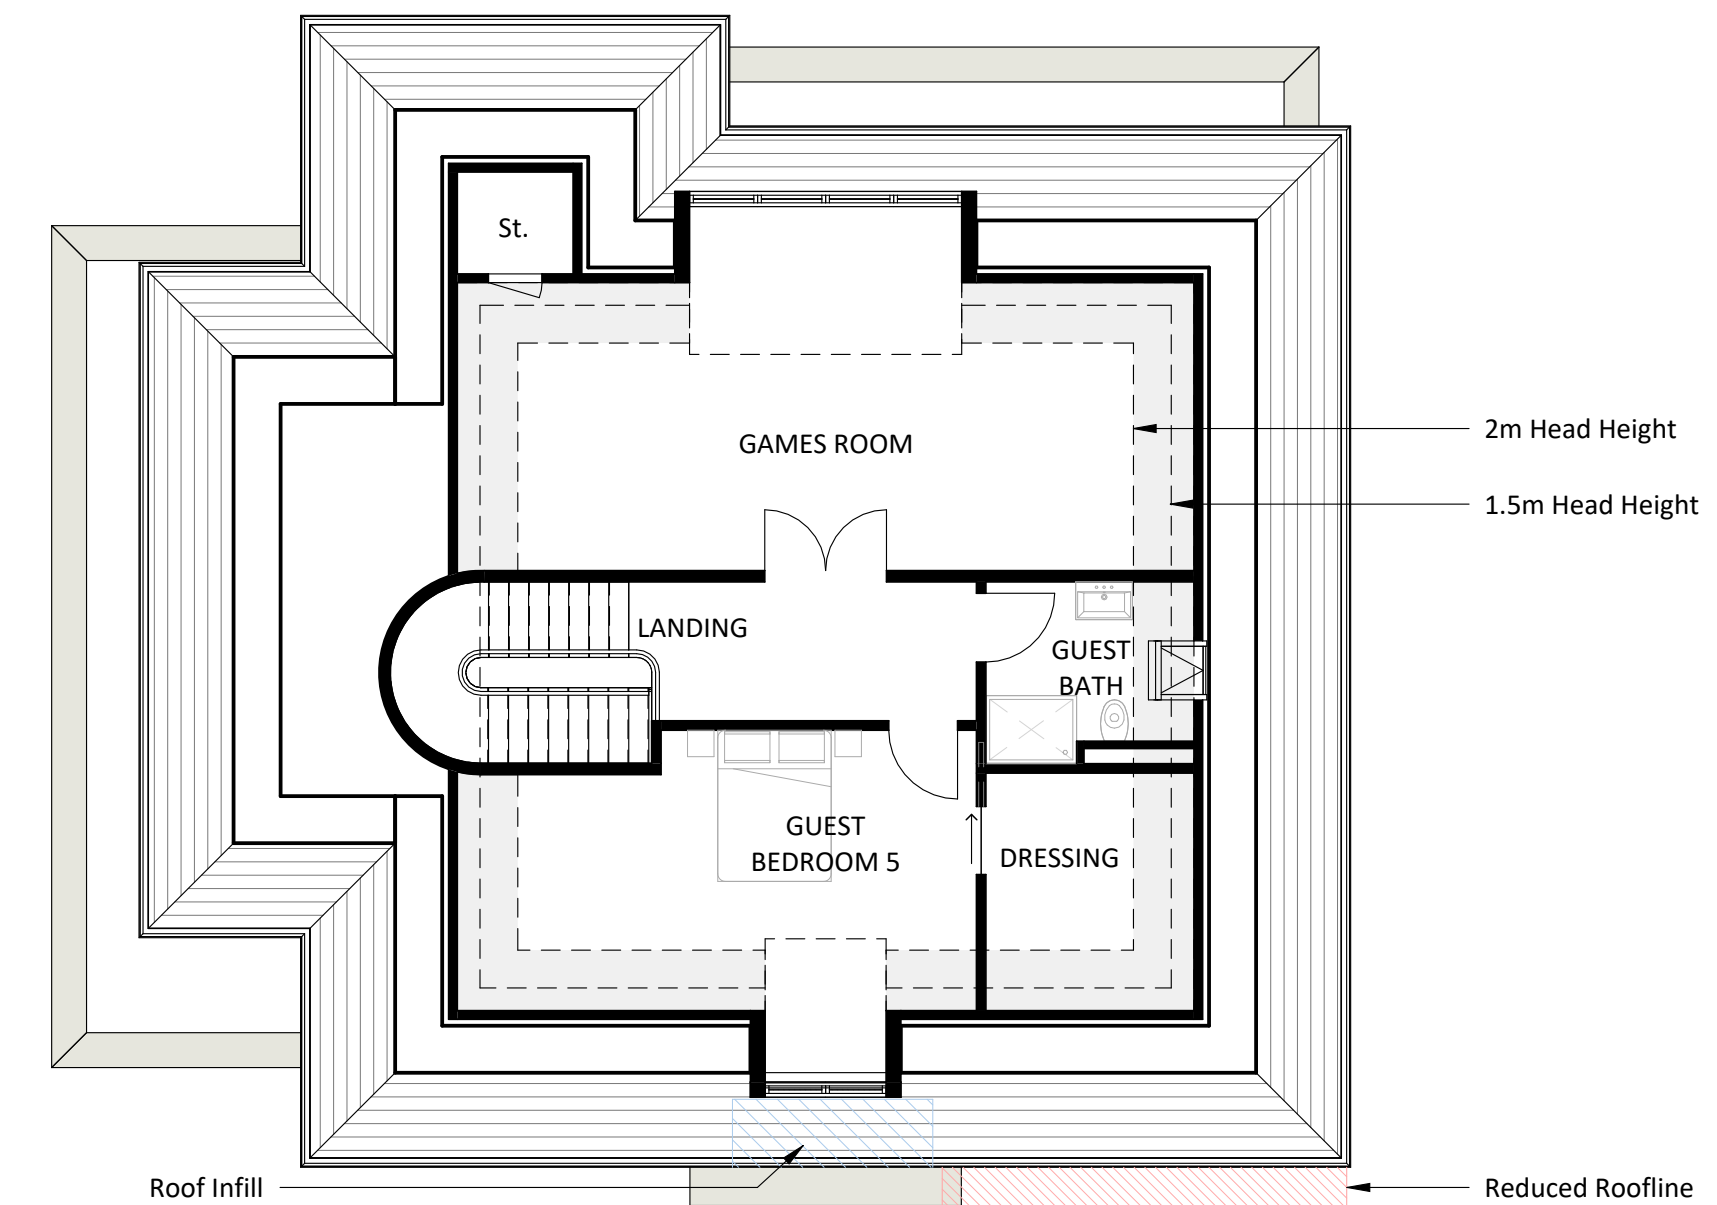 St.
GAMES ROOM
2m Head Height
1.5m Head Height
LANDING
GUEST
BATH
GUEST
BEDROOM 5
DRESSING
Roof Infill
Reduced Roofline